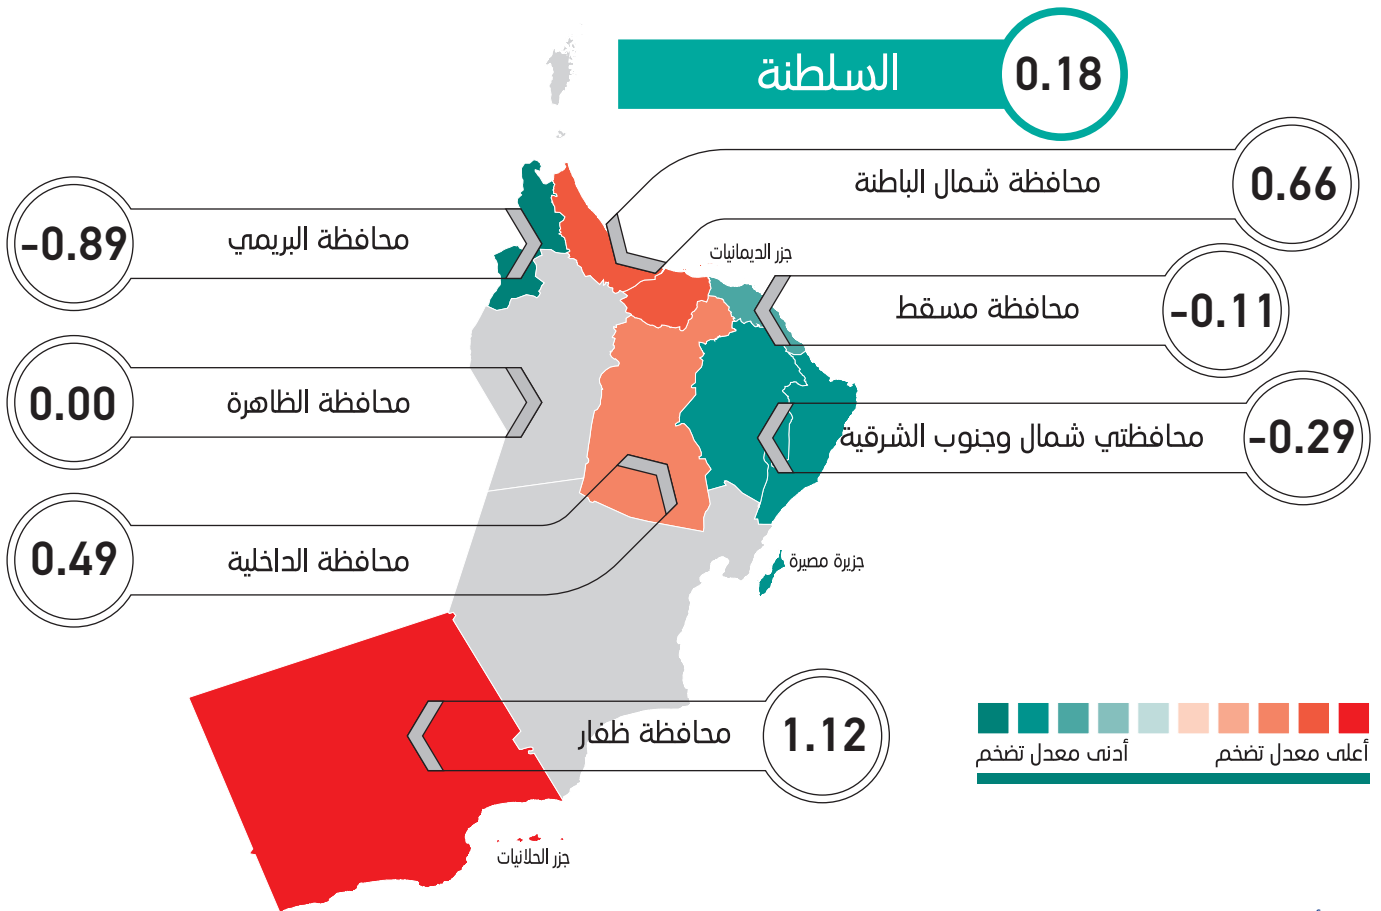 السلطنة
0.18
محافظة شمال الباطنة
0.66
محافظة البريمي
-0.89
جزر الديمانيات
محافظة مسقط
-0.11
محافظة الظاهرة
0.00
محافظتي شمال وجنوب الشرقية
-0.29
محافظة الداخلية
0.49
جزيرة مصيرة
محافظة ظفار
1.12
أعلى معدل تضخم
أدنى معدل تضخم
جزر الحلانيات